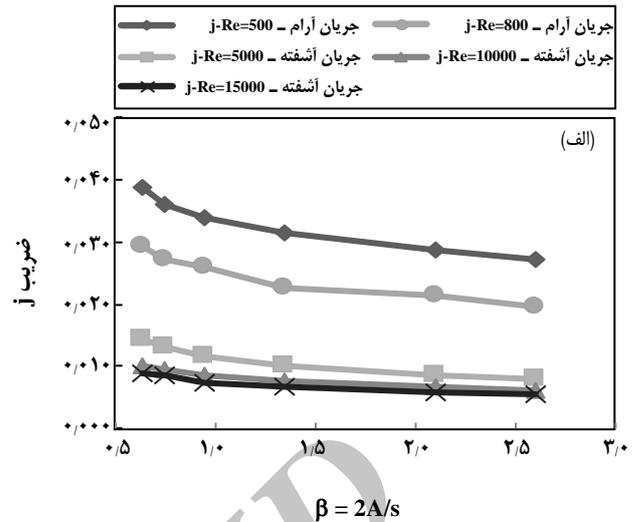 جریان آرام ـ j-Re=500 جریان آرام ـ j-Re=800
جریان آشفته ـ j-Re=5000 جریان آشفته ـ j-Re=10000
جریان آشفته ـ j-Re=15000
(الف)
۰٫۰۵۰
۰٫۰۴۰
۰٫۰۳۰
۰٫۰۲۰
۰٫۰۱۰
۰٫۰۰۰
ضریب j
۰٫۵ ۱٫۰ ۱٫۵ ۲٫۰ ۲٫۵ ۳٫۰
β = 2A/s